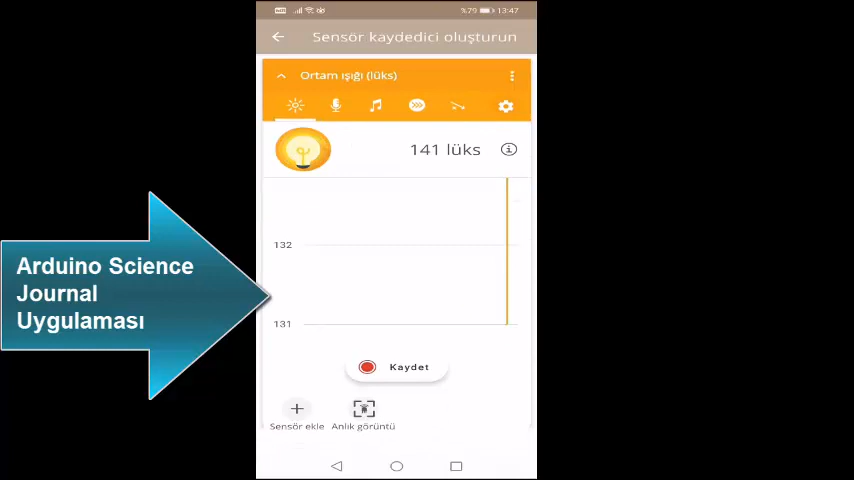 %79 13:47
Sensör kaydedici oluşturun
Ortam ışığı (lüks)
141 lüks
132
131
Kaydet
Sensör ekle Anlık görüntü
Arduino Science
Journal
Uygulaması